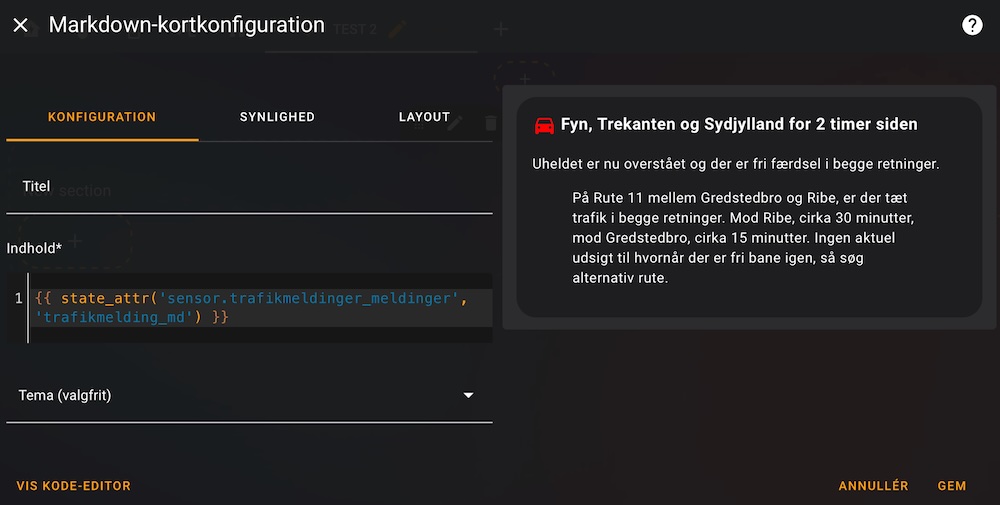 Markdown-kortkonfiguration
TEST 2
KONFIGURATION
SYNLIGHED
LAYOUT
Titel
section
Indhold*
1
{{ state_attr('sensor.trafikmeldinger_meldinger',
'trafikmelding_md') }}
Tema (valgfrit)
VIS KODE-EDITOR
Fyn, Trekanten og Sydjylland for 2 timer siden
Uheldet er nu overstået og der er fri færdsel i begge retninger.
På Rute 11 mellem Gredstedbro og Ribe, er der tæt
trafik i begge retninger. Mod Ribe, cirka 30 minutter,
mod Gredstedbro, cirka 15 minutter. Ingen aktuel
udsigt til hvornår der er fri bane igen, så søg
alternativ rute.
ANNULLÉR
GEM